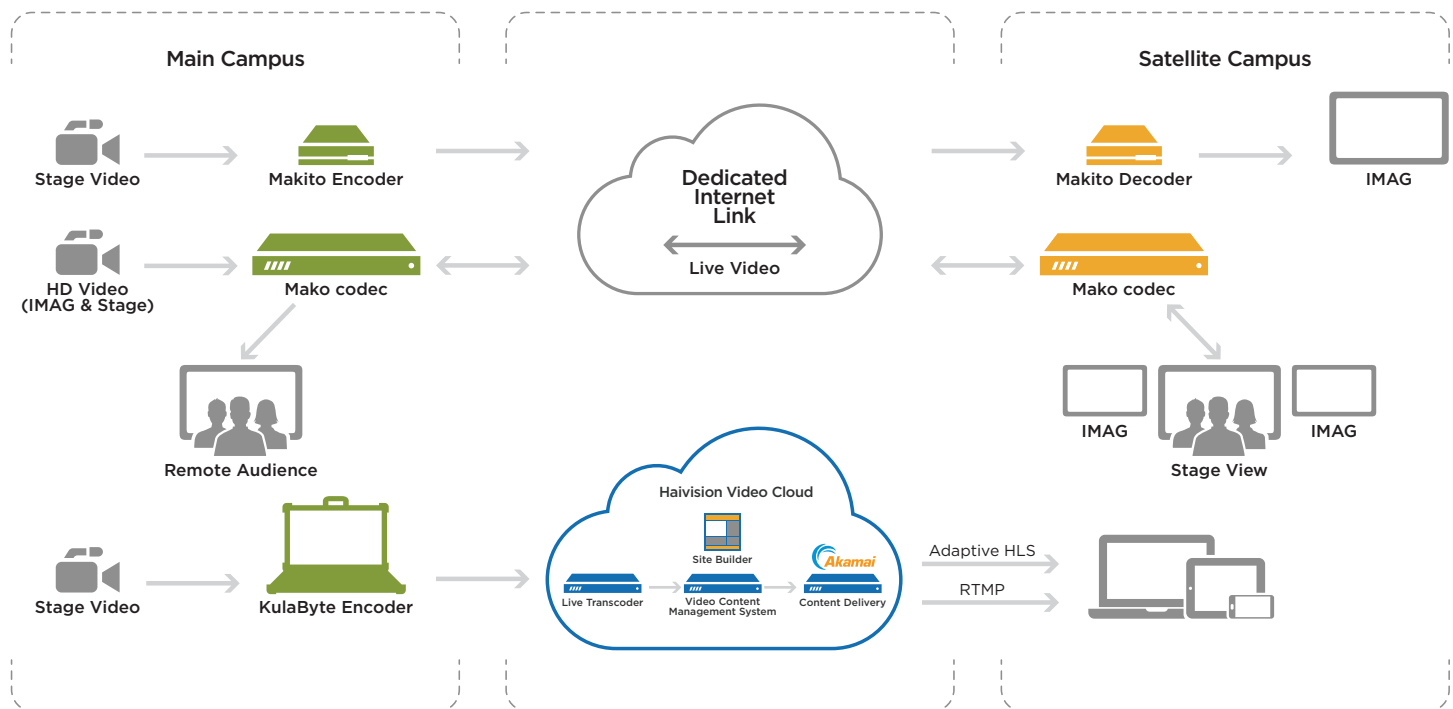 Main Campus
Satellite Campus
Stage Video
Makito Encoder
Dedicated
Internet
Link
Live Video
Makito Decoder
IMAG
HD Video
(IMAG & Stage)
Mako codec
Mako codec
Remote Audience
IMAG
Stage View
IMAG
Stage Video
KulaByte Encoder
Haivision Video Cloud
Site Builder
Akamai
Live Transcoder
Video Content
Management System
Content Delivery
Adaptive HLS
RTMP